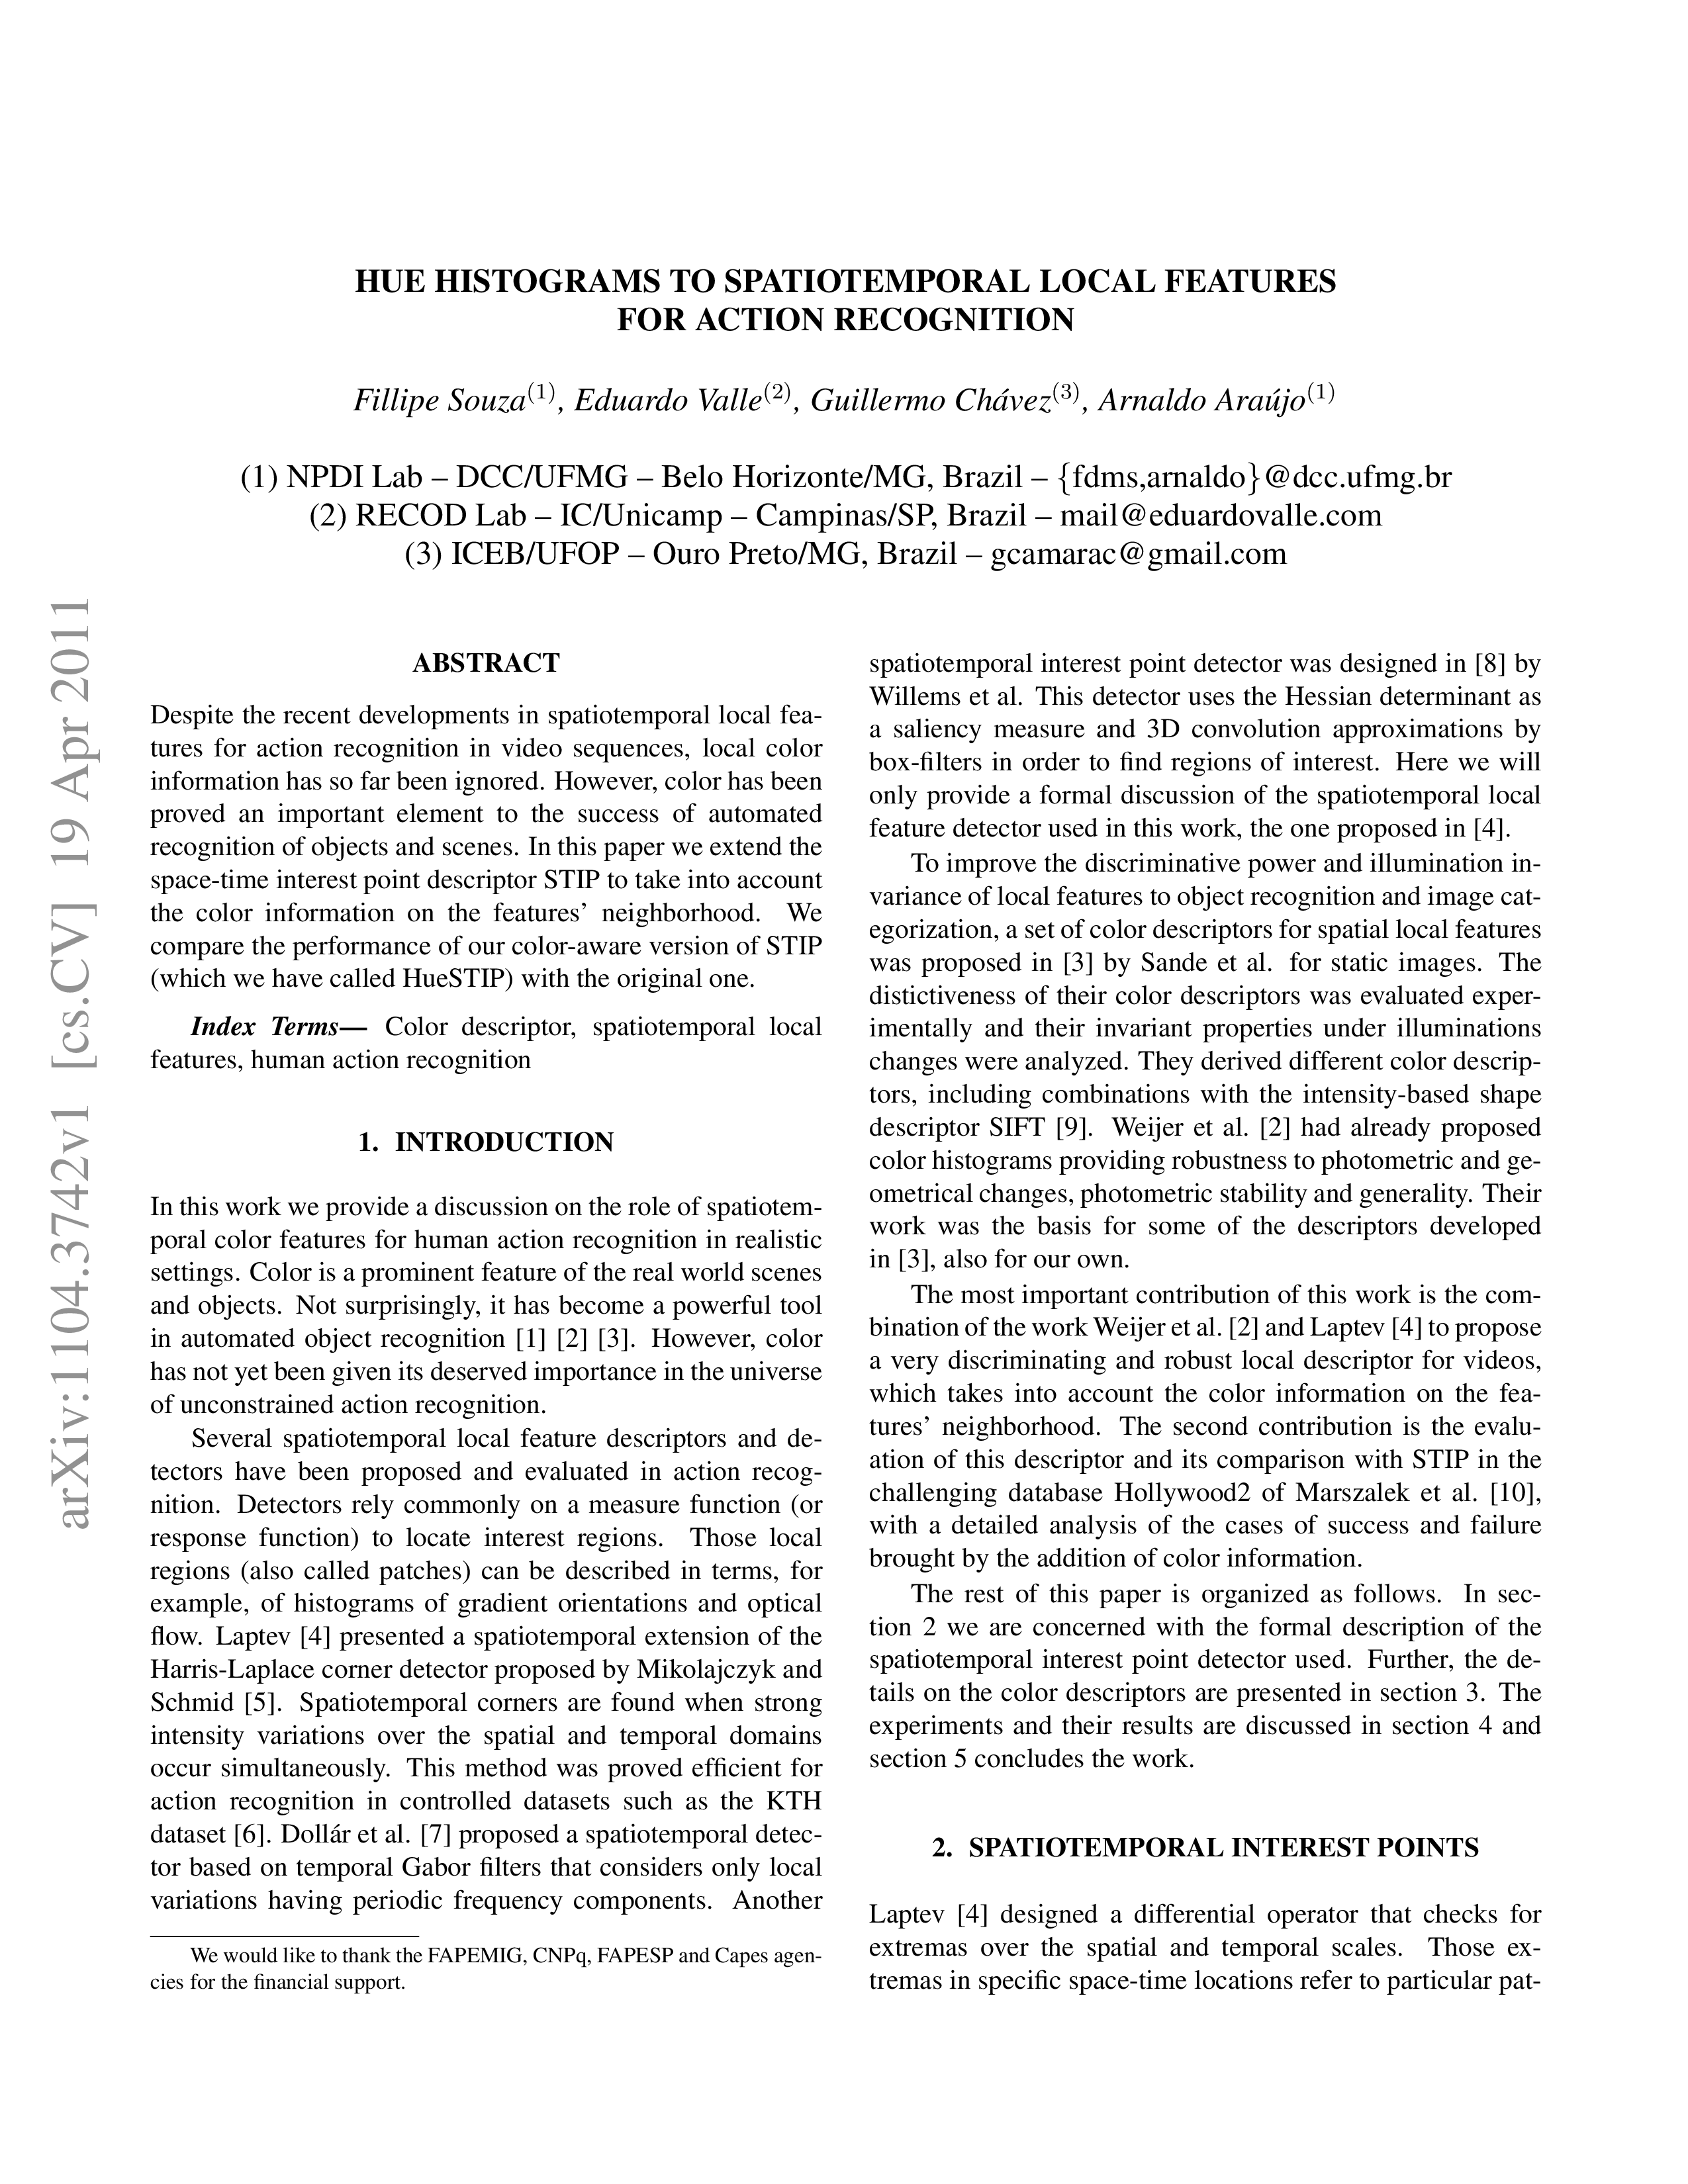 HUE HISTOGRAMS TO SPATIOTEMPORAL LOCAL FEATURES
FOR ACTION RECOGNITION
Fillipe Souza(1), Eduardo Valle(2), Guillermo Chávez(3), Arnaldo Araújo(1)
(1) NPDI Lab – DCC/UFMG – Belo Horizonte/MG, Brazil – {fdms,arnaldo}@dcc.ufmg.br
(2) RECOD Lab – IC/Unicamp – Campinas/SP, Brazil – mail@eduardovalle.com
(3) ICEB/UFOP – Ouro Preto/MG, Brazil – gcamarac@gmail.com
arXiv:1104.3742v1 [cs.CV] 19 Apr 2011
ABSTRACT
Despite the recent developments in spatiotemporal local fea-
tures for action recognition in video sequences, local color
information has so far been ignored. However, color has been
proved an important element to the success of automated
recognition of objects and scenes. In this paper we extend the
space-time interest point descriptor STIP to take into account
the color information on the features' neighborhood. We
compare the performance of our color-aware version of STIP
(which we have called HueSTIP) with the original one.
Index Terms— Color descriptor, spatiotemporal local
features, human action recognition
1. INTRODUCTION
In this work we provide a discussion on the role of spatiotem-
poral color features for human action recognition in realistic
settings. Color is a prominent feature of the real world scenes
and objects. Not surprisingly, it has become a powerful tool
in automated object recognition [1] [2] [3]. However, color
has not yet been given its deserved importance in the universe
of unconstrained action recognition.
Several spatiotemporal local feature descriptors and de-
tectors have been proposed and evaluated in action recog-
nition. Detectors rely commonly on a measure function (or
response function) to locate interest regions. Those local
regions (also called patches) can be described in terms, for
example, of histograms of gradient orientations and optical
flow. Laptev [4] presented a spatiotemporal extension of the
Harris-Laplace corner detector proposed by Mikolajczyk and
Schmid [5]. Spatiotemporal corners are found when strong
intensity variations over the spatial and temporal domains
occur simultaneously. This method was proved efficient for
action recognition in controlled datasets such as the KTH
dataset [6]. Dollár et al. [7] proposed a spatiotemporal detec-
tor based on temporal Gabor filters that considers only local
variations having periodic frequency components. Another
We would like to thank the FAPEMIG, CNPq, FAPESP and Capes agen-
cies for the financial support.
spatiotemporal interest point detector was designed in [8] by
Willems et al. This detector uses the Hessian determinant as
a saliency measure and 3D convolution approximations by
box-filters in order to find regions of interest. Here we will
only provide a formal discussion of the spatiotemporal local
feature detector used in this work, the one proposed in [4].
To improve the discriminative power and illumination in-
variance of local features to object recognition and image cat-
egorization, a set of color descriptors for spatial local features
was proposed in [3] by Sande et al. for static images. The
distictiveness of their color descriptors was evaluated exper-
imentally and their invariant properties under illuminations
changes were analyzed. They derived different color descrip-
tors, including combinations with the intensity-based shape
descriptor SIFT [9]. Weijer et al. [2] had already proposed
color histograms providing robustness to photometric and ge-
ometrical changes, photometric stability and generality. Their
work was the basis for some of the descriptors developed
in [3], also for our own.
The most important contribution of this work is the com-
bination of the work Weijer et al. [2] and Laptev [4] to propose
a very discriminating and robust local descriptor for videos,
which takes into account the color information on the fea-
tures' neighborhood. The second contribution is the evalu-
ation of this descriptor and its comparison with STIP in the
challenging database Hollywood2 of Marszalek et al. [10],
with a detailed analysis of the cases of success and failure
brought by the addition of color information.
The rest of this paper is organized as follows. In sec-
tion 2 we are concerned with the formal description of the
spatiotemporal interest point detector used. Further, the de-
tails on the color descriptors are presented in section 3. The
experiments and their results are discussed in section 4 and
section 5 concludes the work.
2. SPATIOTEMPORAL INTEREST POINTS
Laptev [4] designed a differential operator that checks for
extremas over the spatial and temporal scales. Those ex-
tremas in specific space-time locations refer to particular pat-